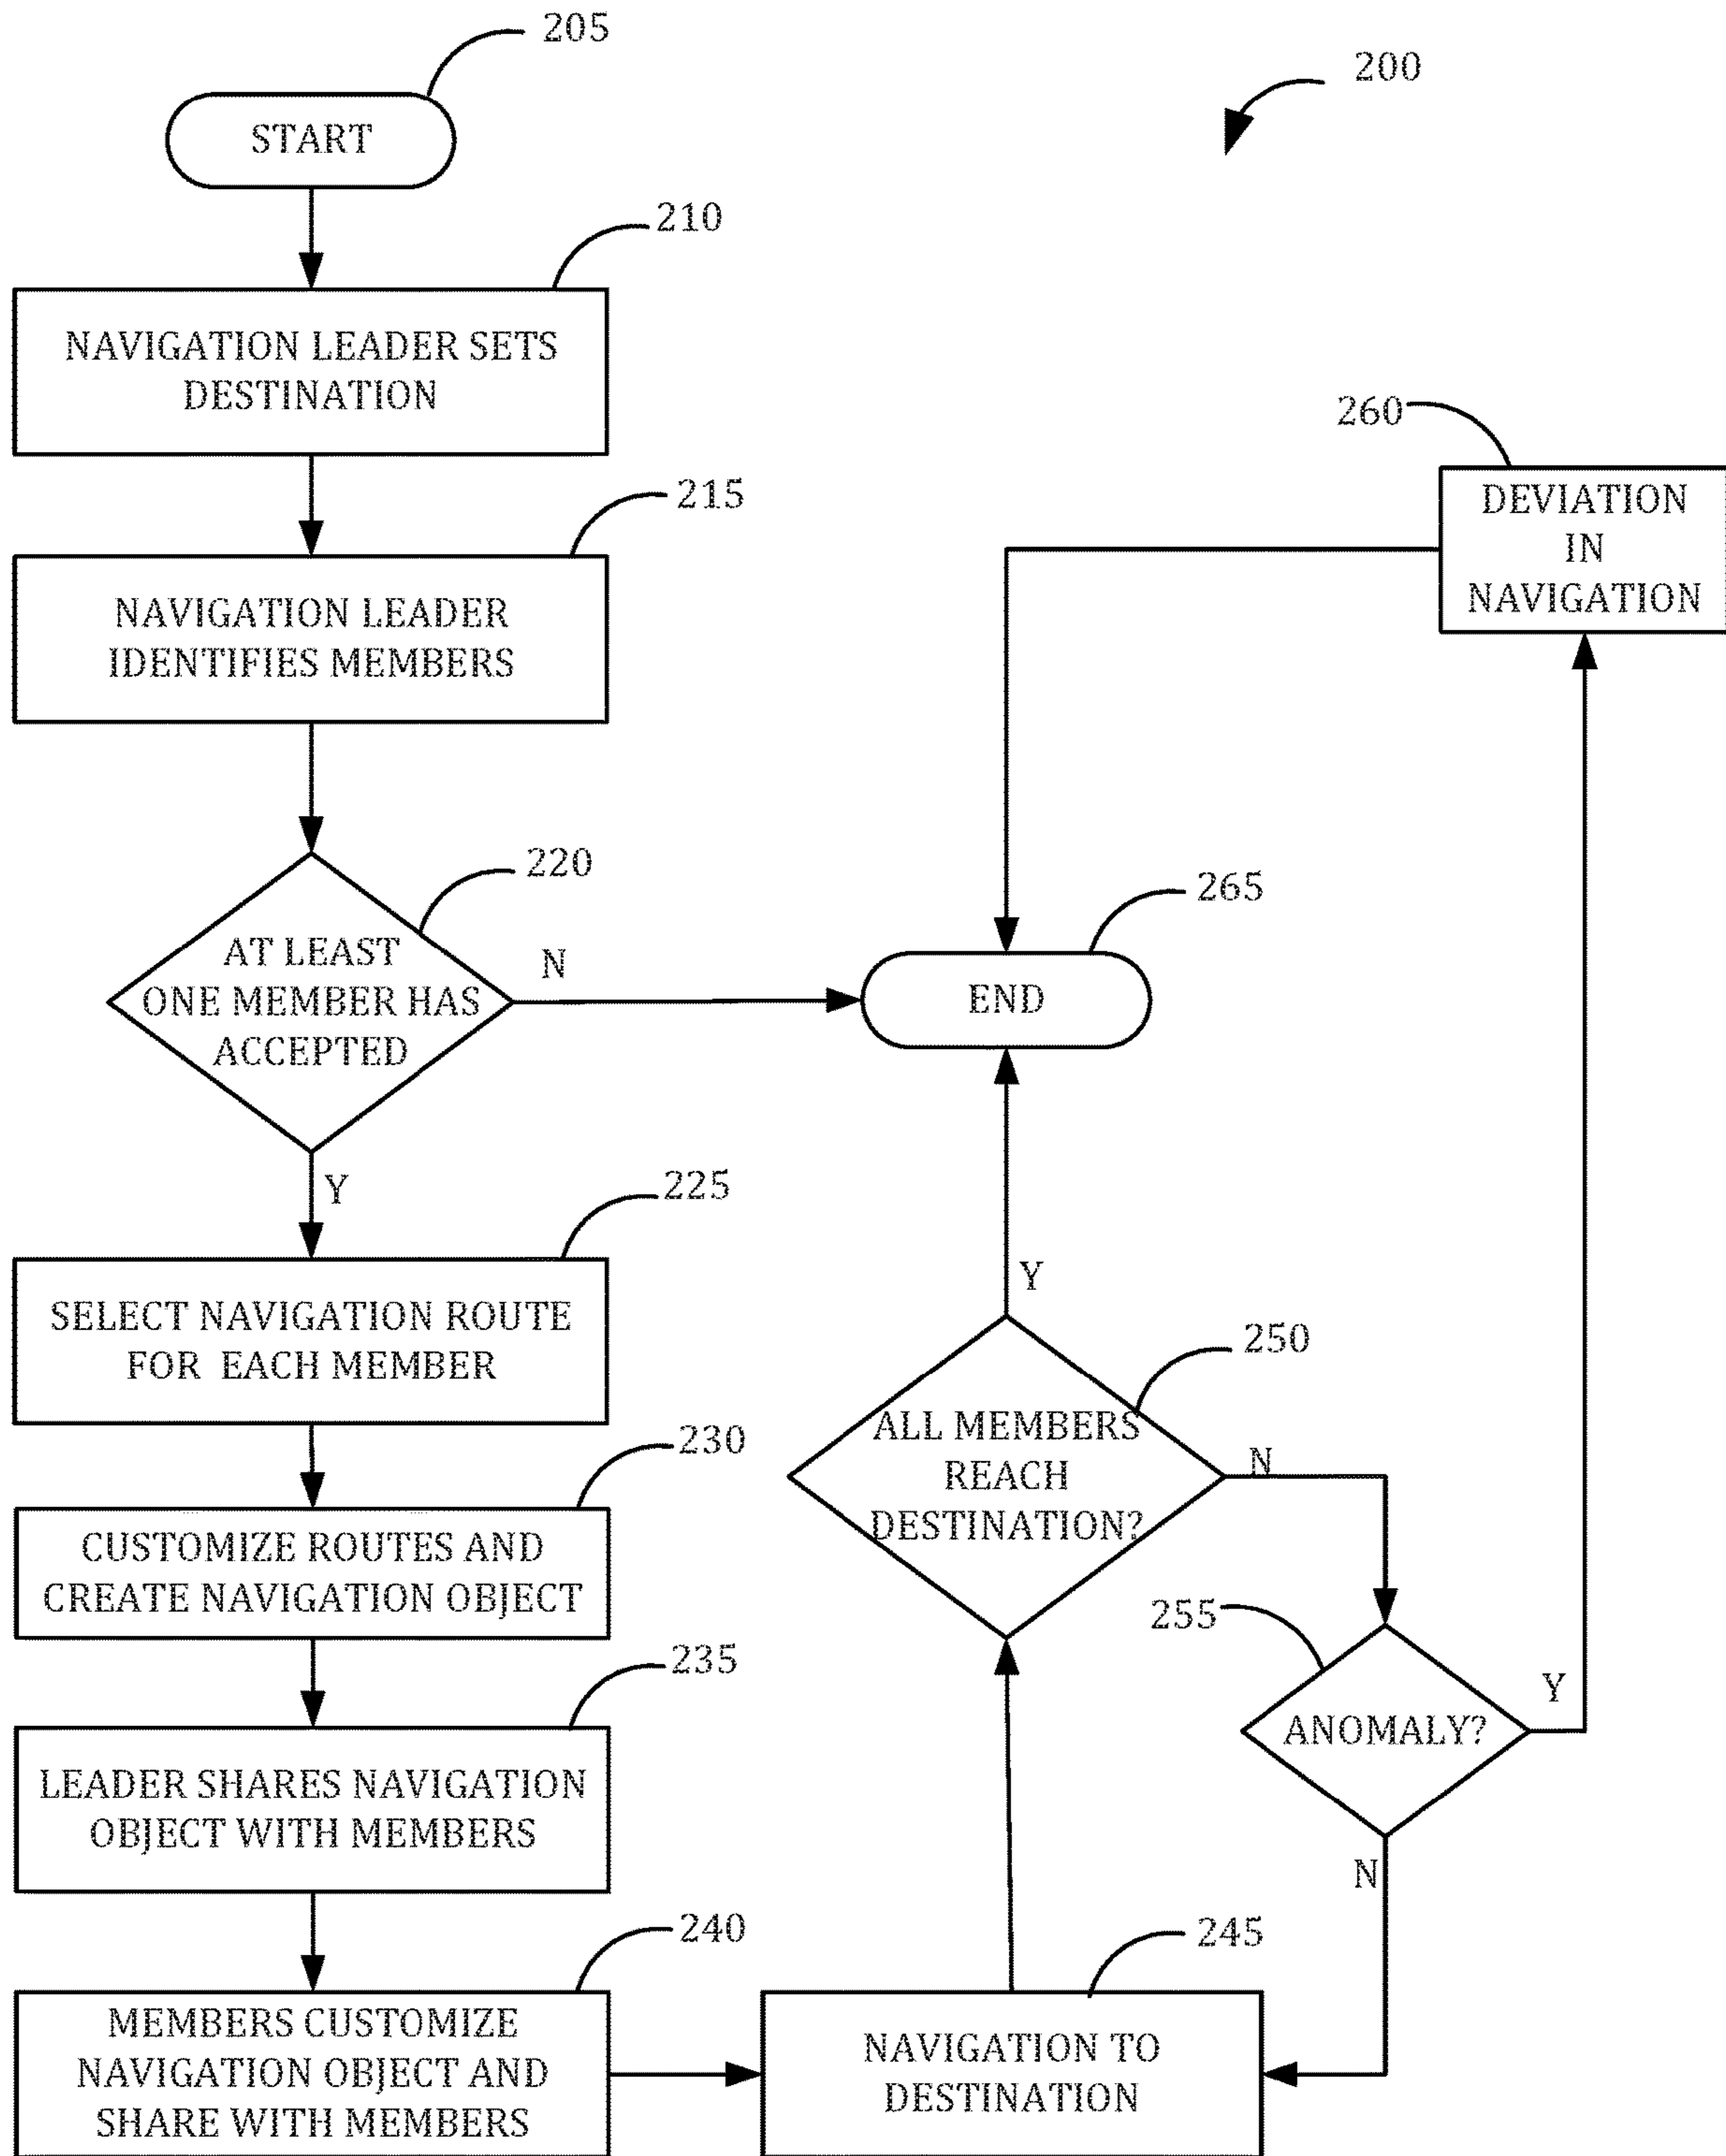 205
200
START
210
NAVIGATION LEADER SETS
DESTINATION
260
DEVIATION
IN
NAVIGATION
215
NAVIGATION LEADER
IDENTIFIES MEMBERS
220
AT LEAST
ONE MEMBER HAS
ACCEPTED
N
265
END
Y
225
SELECT NAVIGATION ROUTE
FOR EACH MEMBER
Y
250
ALL MEMBERS
REACH
DESTINATION?
N
230
CUSTOMIZE ROUTES AND
CREATE NAVIGATION OBJECT
255
ANOMALY?
Y
N
235
LEADER SHARES NAVIGATION
OBJECT WITH MEMBERS
240
MEMBERS CUSTOMIZE
NAVIGATION OBJECT AND
SHARE WITH MEMBERS
245
NAVIGATION TO
DESTINATION